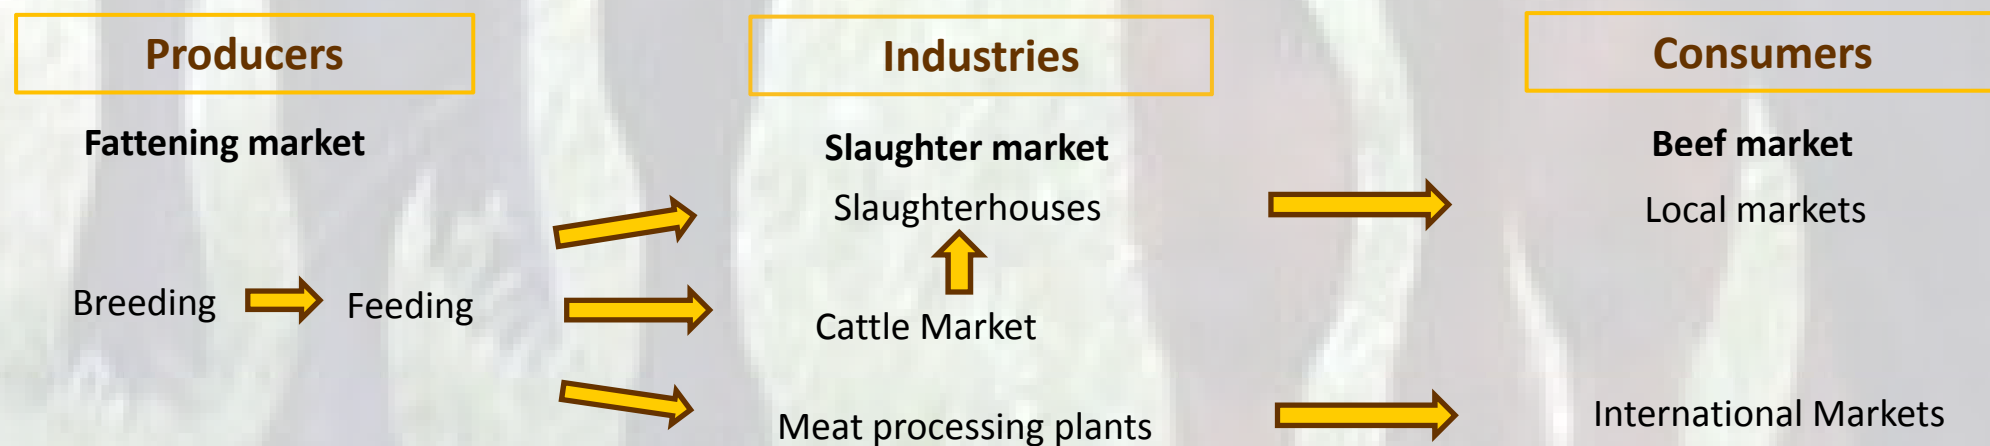 Producers
Industries
Consumers
Fattening market
Slaughter market
Beef market
Slaughterhouses
Local markets
Breeding
Feeding
Cattle Market
Meat processing plants
International Markets